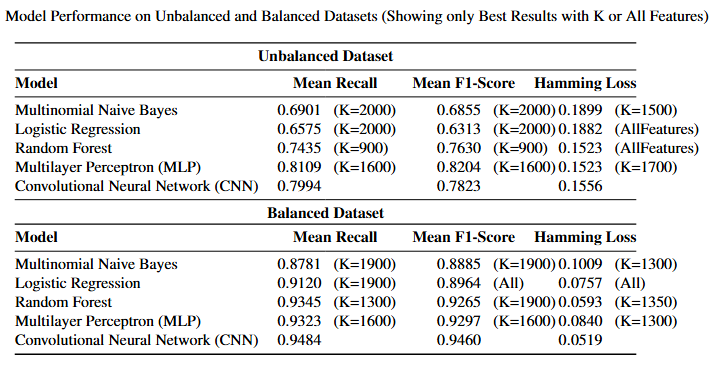 Model Performance on Unbalanced and Balanced Datasets (Showing only Best Results with K or All Features)
Unbalanced Dataset
Model Mean Recall Mean F1-Score Hamming Loss
Multinomial Naive Bayes 0.6901 (K=2000) 0.6855 (K=2000) 0.1899 (K=1500)
Logistic Regression 0.6575 (K=2000) 0.6313 (K=2000) 0.1882 (AllFeatures)
Random Forest 0.7435 (K=900) 0.7630 (K=900) 0.1523 (AllFeatures)
Multilayer Perceptron (MLP) 0.8109 (K=1600) 0.8204 (K=1600) 0.1523 (K=1700)
Convolutional Neural Network (CNN) 0.7994 0.7823 0.1556
Balanced Dataset
Model Mean Recall Mean F1-Score Hamming Loss
Multinomial Naive Bayes 0.8781 (K=1900) 0.8885 (K=1900) 0.1009 (K=1300)
Logistic Regression 0.9120 (K=1900) 0.8964 (All) 0.0757 (All)
Random Forest 0.9345 (K=1300) 0.9265 (K=1900) 0.0593 (K=1350)
Multilayer Perceptron (MLP) 0.9323 (K=1600) 0.9297 (K=1600) 0.0840 (K=1300)
Convolutional Neural Network (CNN) 0.9484 0.9460 0.0519